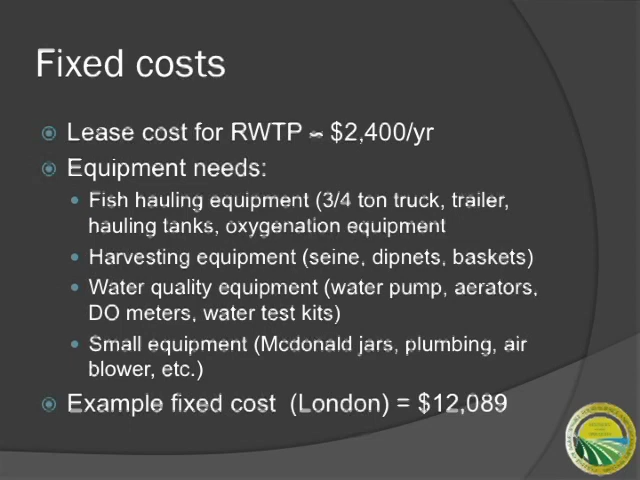 Fixed costs
Lease cost for RWTP ~ $2,400/yr
Equipment needs:
Fish hauling equipment (3/4 ton truck, trailer,
hauling tanks, oxygenation equipment
Harvesting equipment (seine, dipnets, baskets)
Water quality equipment (water pump, aerators,
DO meters, water test kits)
Small equipment (Mcdonald jars, plumbing, air
blower, etc.)
Example fixed cost (London) = $12,089